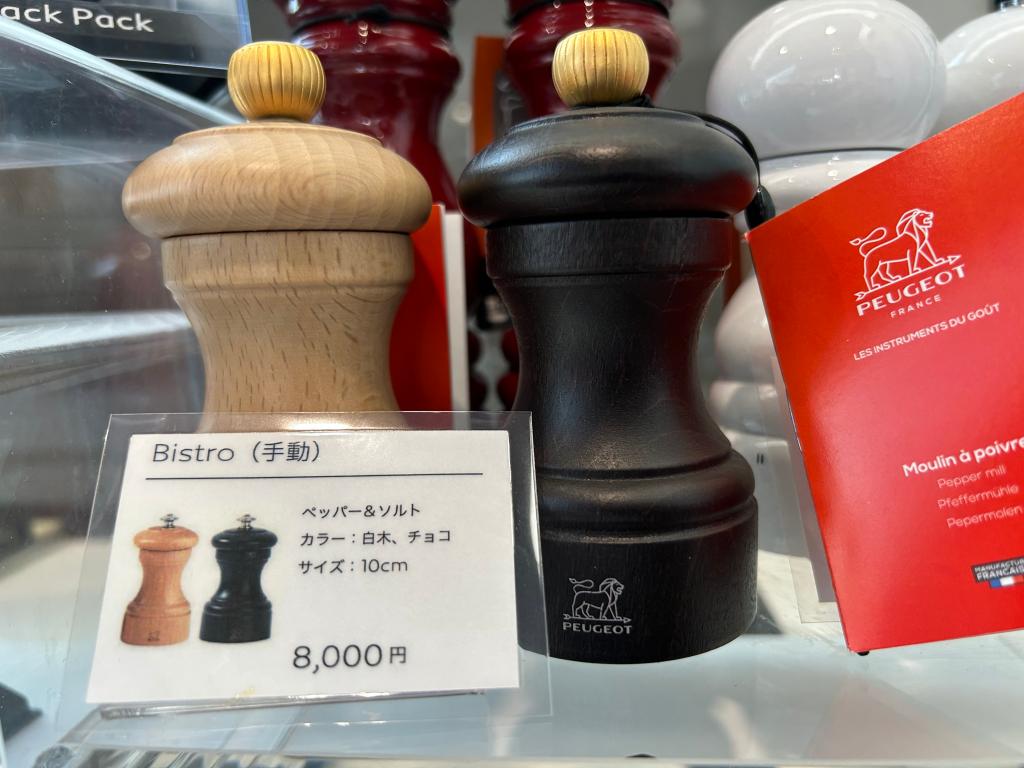 ack Pack
PEUGEOT
FRANCE
LES INSTRUMENTS DU GOÛT
Moulin à poivre
Pepper mill
Pfeffermühle
Pepermolen
MANUFACTURE
FRANÇAISE
Bistro（手動）
ペッパー&ソルト
カラー：白木、チョコ
サイズ：10cm
8,000円
PEUGEOT